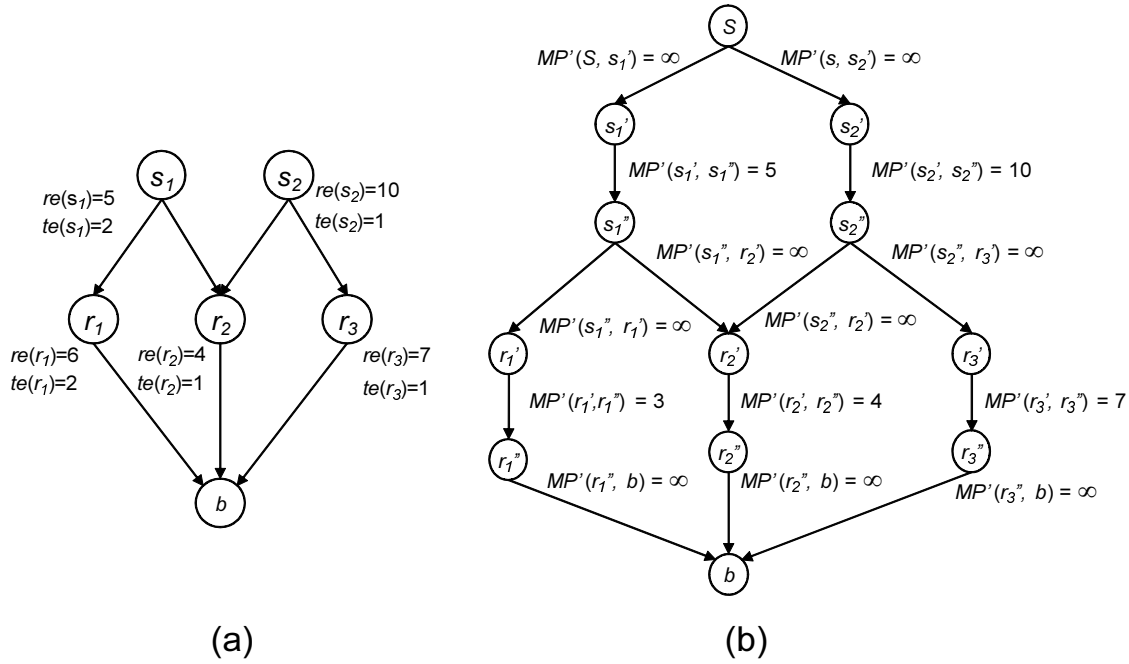 s1
s2
re(s1)=5
te(s1)=2
re(s2)=10
te(s2)=1
r1
r2
r3
re(r1)=6
te(r1)=2
re(r2)=4
te(r2)=1
re(r3)=7
te(r3)=1
b
(a)
S
MP’(S, s1’) = ∞
MP’(s, s2’) = ∞
s1’
s2’
MP’(s1’, s1”) = 5
MP’(s2’, s2”) = 10
s1”
s2”
MP’(s1”, r2’) = ∞
MP’(s2”, r3’) = ∞
MP’(s1”, r1’) = ∞
MP’(s2”, r2’) = ∞
r1’
r2’
r3’
MP’(r1’,r1”) = 3
MP’(r2’, r2”) = 4
MP’(r3’, r3”) = 7
r1”
r2”
r3”
MP’(r1”, b) = ∞
MP’(r2”, b) = ∞
MP’(r3”, b) = ∞
b
(b)